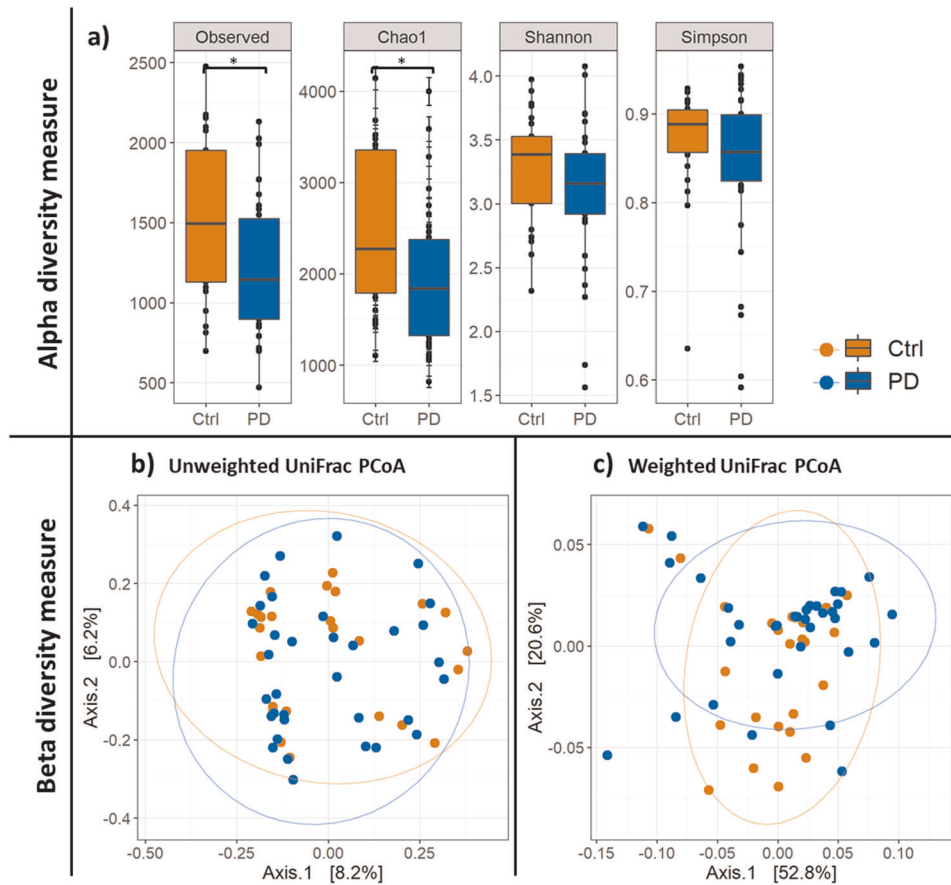 a)
Observed
Chao1
Shannon
Simpson
Alpha diversity measure
*
*
2500
2000
1500
1000
500
4000
3000
2000
1000
4.0
3.5
3.0
2.5
2.0
1.5
0.9
0.8
0.7
0.6
Ctrl PD
Ctrl PD
Ctrl PD
Ctrl PD
Ctrl
PD
Beta diversity measure
b) Unweighted UniFrac PCoA
Axis.2 [6.2%]
0.4
0.2
0.0
-0.2
-0.4
-0.50 -0.25 0.00 0.25
Axis.1 [8.2%]
c) Weighted UniFrac PCoA
Axis.2 [20.6%]
0.05
0.00
-0.05
-0.15 -0.10 -0.05 0.00 0.05 0.10
Axis.1 [52.8%]